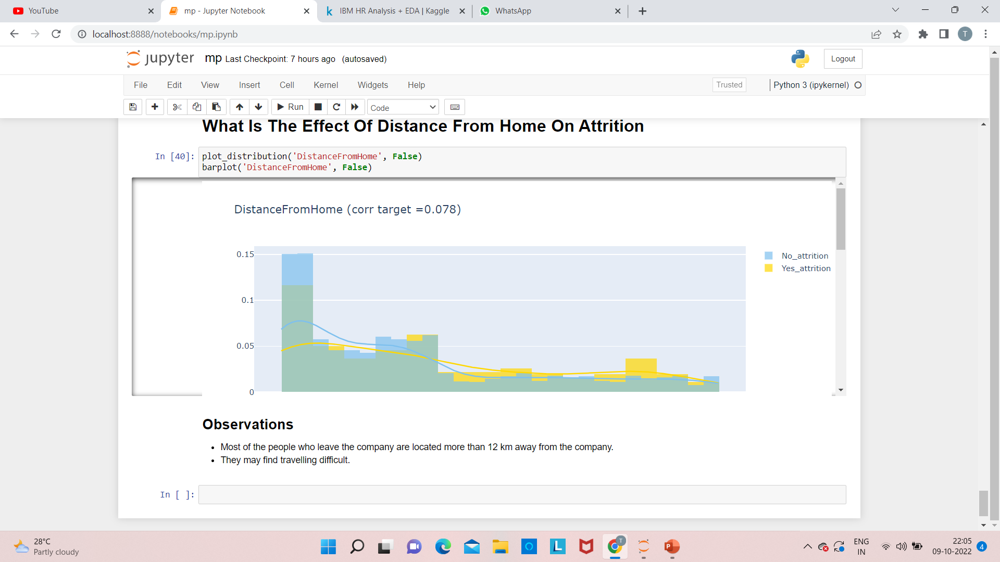 YouTube
mp - Jupyter Notebook
IBM HR Analysis + EDA | Kaggle
WhatsApp
localhost:8888/notebooks/mp.ipynb
T
jupyter mp Last Checkpoint: 7 hours ago (autosaved)
Logout
File Edit View Insert Cell Kernel Widgets Help
Trusted
Python 3 (ipykernel)
Run
Code
What Is The Effect Of Distance From Home On Attrition
In [40]: plot_distribution('DistanceFromHome', False)
barplot('DistanceFromHome', False)
DistanceFromHome (corr target =0.078)
0.15
0.1
0.05
0
No_attrition
Yes_attrition
Observations
• Most of the people who leave the company are located more than 12 km away from the company.
• They may find travelling difficult.
In [ ]:
28°C
Partly cloudy
L
T
P
ENG
IN
22:05
09-10-2022
4